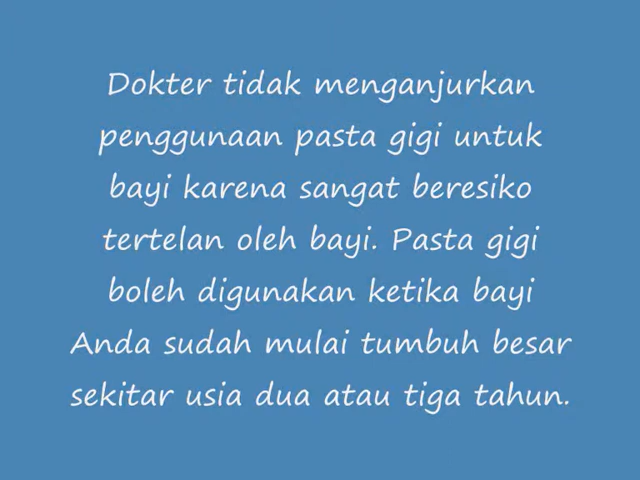 Dokter tidak menganjurkan
penggunaan pasta gigi untuk
bayi karena sangat beresiko
tertelan oleh bayi. Pasta gigi
boleh digunakan ketika bayi
Anda sudah mulai tumbuh besar
sekitar usia dua atau tiga tahun.